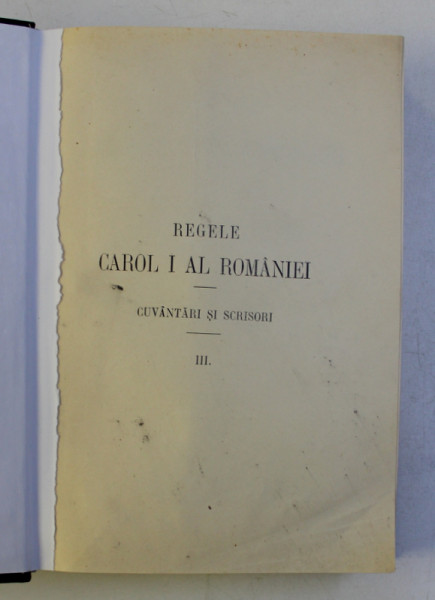 REGELE
CAROL I AL ROMÂNIEI
CUVÂNTĂRI ȘI SCRISORI
III.